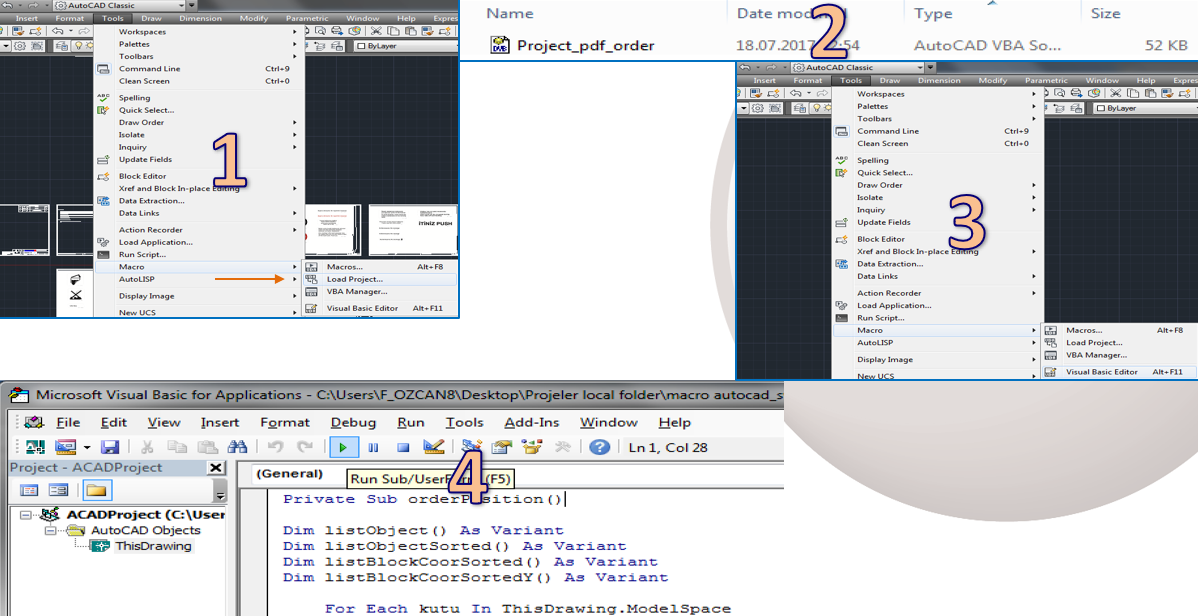 AutoCAD Classic
Insert Format Tools Draw Dimension Modify Parametric Window Help Expres
ByLayer
Workspaces
Palettes
Toolbars
Command Line Ctrl+9
Clean Screen Ctrl+0
Spelling
Quick Select...
Draw Order
Isolate
Inquiry
Update Fields
Block Editor
Xref and Block In-place Editing
Data Extraction...
Data Links
Action Recorder
Load Application...
Run Script...
Macro
AutoLISP
Display Image
New UCS
Macros... Alt+F8
Load Project...
VBA Manager...
Visual Basic Editor Alt+F11
İTİNİZ PUSH
1
Name Date mod Type Size
Project_pdf_order 18.07.2017 2:54 AutoCAD VBA So... 52 KB
2
AutoCAD Classic
Insert Format Tools Draw Dimension Modify Parametric Window Help Expres
ByLayer
Workspaces
Palettes
Toolbars
Command Line Ctrl+9
Clean Screen Ctrl+0
Spelling
Quick Select...
Draw Order
Isolate
Inquiry
Update Fields
Block Editor
Xref and Block In-place Editing
Data Extraction...
Data Links
Action Recorder
Load Application...
Run Script...
Macro
AutoLISP
Display Image
New UCS
Macros... Alt+F8
Load Project...
VBA Manager...
Visual Basic Editor Alt+F11
3
Microsoft Visual Basic for Applications - C:\Users\F_OZCAN8\Desktop\Projeler local folder\macro autocad_s
File Edit View Insert Format Debug Run Tools Add-Ins Window Help
Ln 1, Col 28
Project - ACADProject
ACADProject (C:\User
AutoCAD Objects
ThisDrawing
(General)
Run Sub/UserForm (F5)
4
Private Sub orderPosition()
Dim listObject() As Variant
Dim listObjectSorted() As Variant
Dim listBlockCoorSorted() As Variant
Dim listBlockCoorSortedY() As Variant
For Each kutu In ThisDrawing.ModelSpace